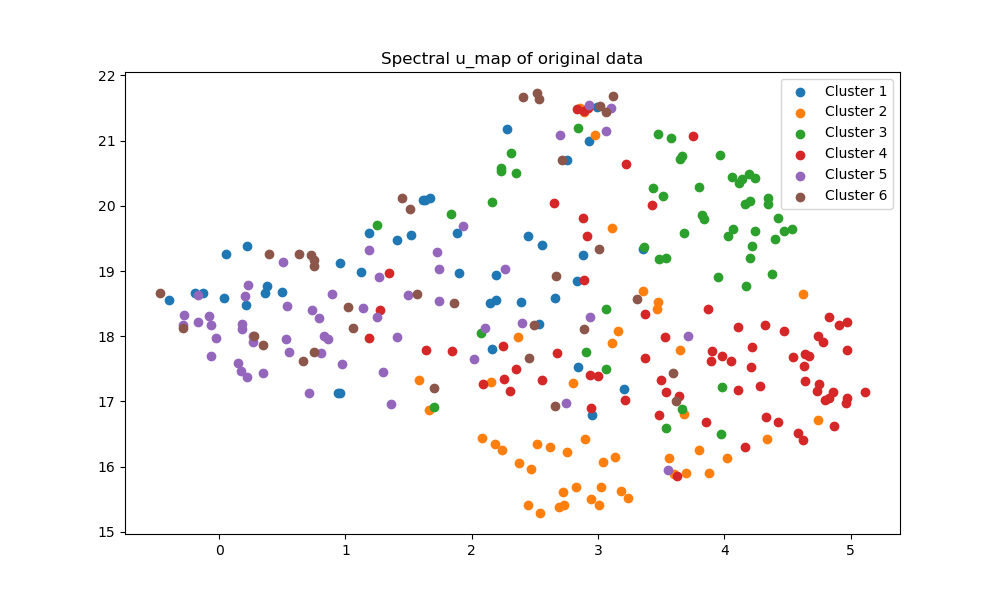 Spectral u_map of original data
22
21
20
19
18
17
16
15
0
1
2
3
4
5
Cluster 1
Cluster 2
Cluster 3
Cluster 4
Cluster 5
Cluster 6